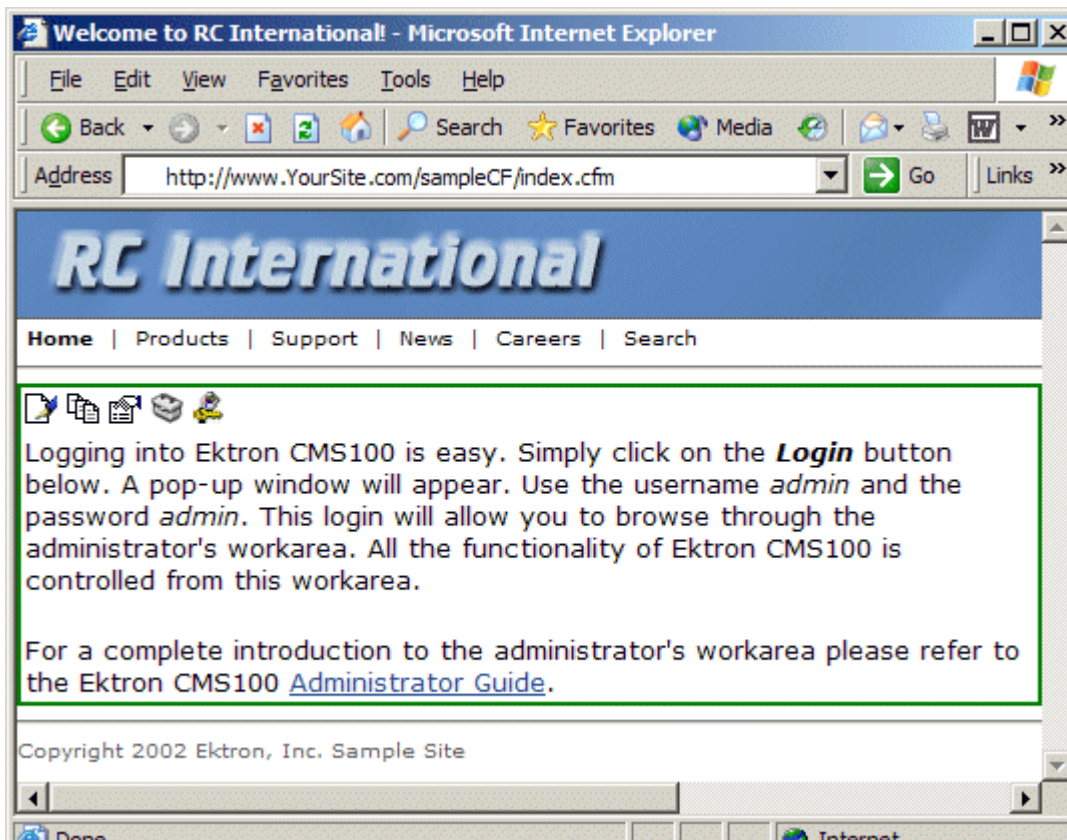 Welcome to RC International! - Microsoft Internet Explorer
File Edit View Favorites Tools Help
Back Search Favorites Media W »
Address http://www.YourSite.com/sampleCF/index.cfm Go Links »
RC International
Home | Products | Support | News | Careers | Search
Logging into Ektron CMS100 is easy. Simply click on the Login button
below. A pop-up window will appear. Use the username admin and the
password admin. This login will allow you to browse through the
administrator's workarea. All the functionality of Ektron CMS100 is
controlled from this workarea.
For a complete introduction to the administrator's workarea please refer to
the Ektron CMS100 Administrator Guide.
Copyright 2002 Ektron, Inc. Sample Site
Done Internet